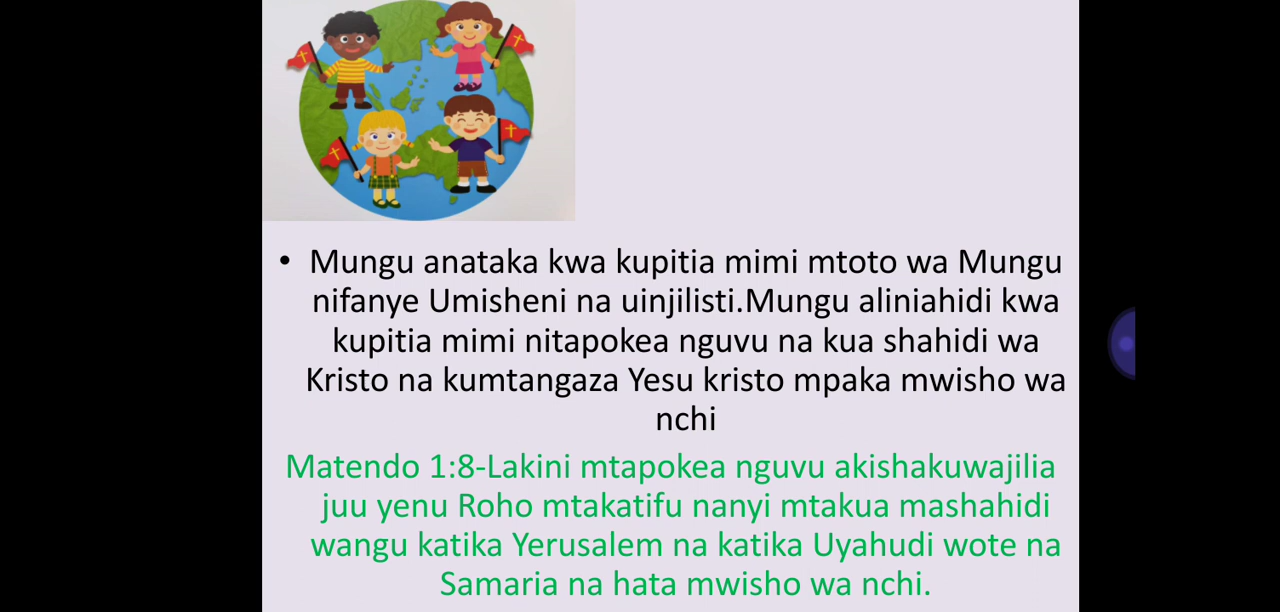 • Mungu anataka kwa kupitia mimi mtoto wa Mungu
nifanye Umisheni na uinjilisti.Mungu aliniahidi kwa
kupitia mimi nitapokea nguvu na kua shahidi wa
Kristo na kumtangaza Yesu kristo mpaka mwisho wa
nchi
Matendo 1:8-Lakini mtapokea nguvu akishakuwajilia
juu yenu Roho mtakatifu nanyi mtakua mashahidi
wangu katika Yerusalem na katika Uyahudi wote na
Samaria na hata mwisho wa nchi.